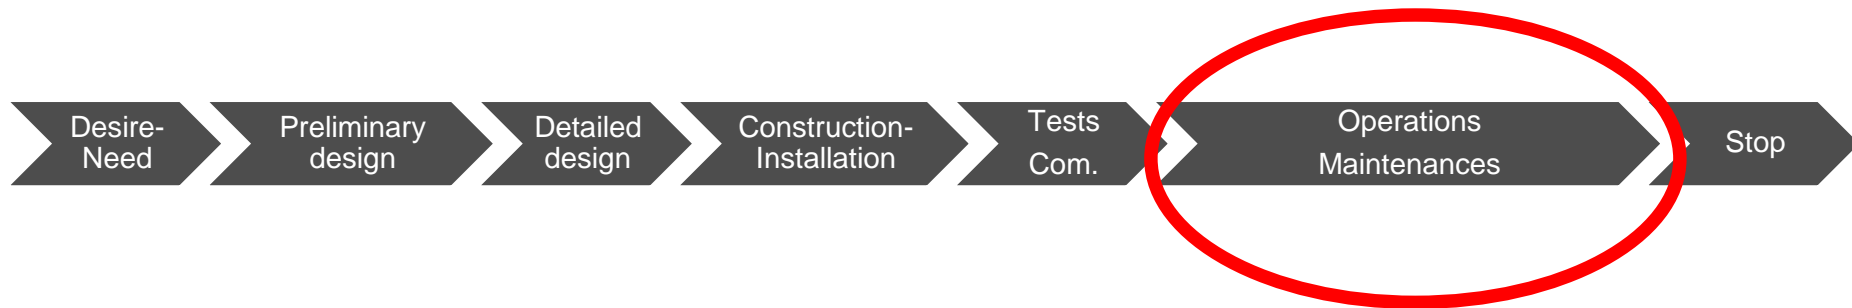 Desire-
Need
Preliminary
design
Detailed
design
Construction-
Installation
Tests
Com.
Operations
Maintenances
Stop